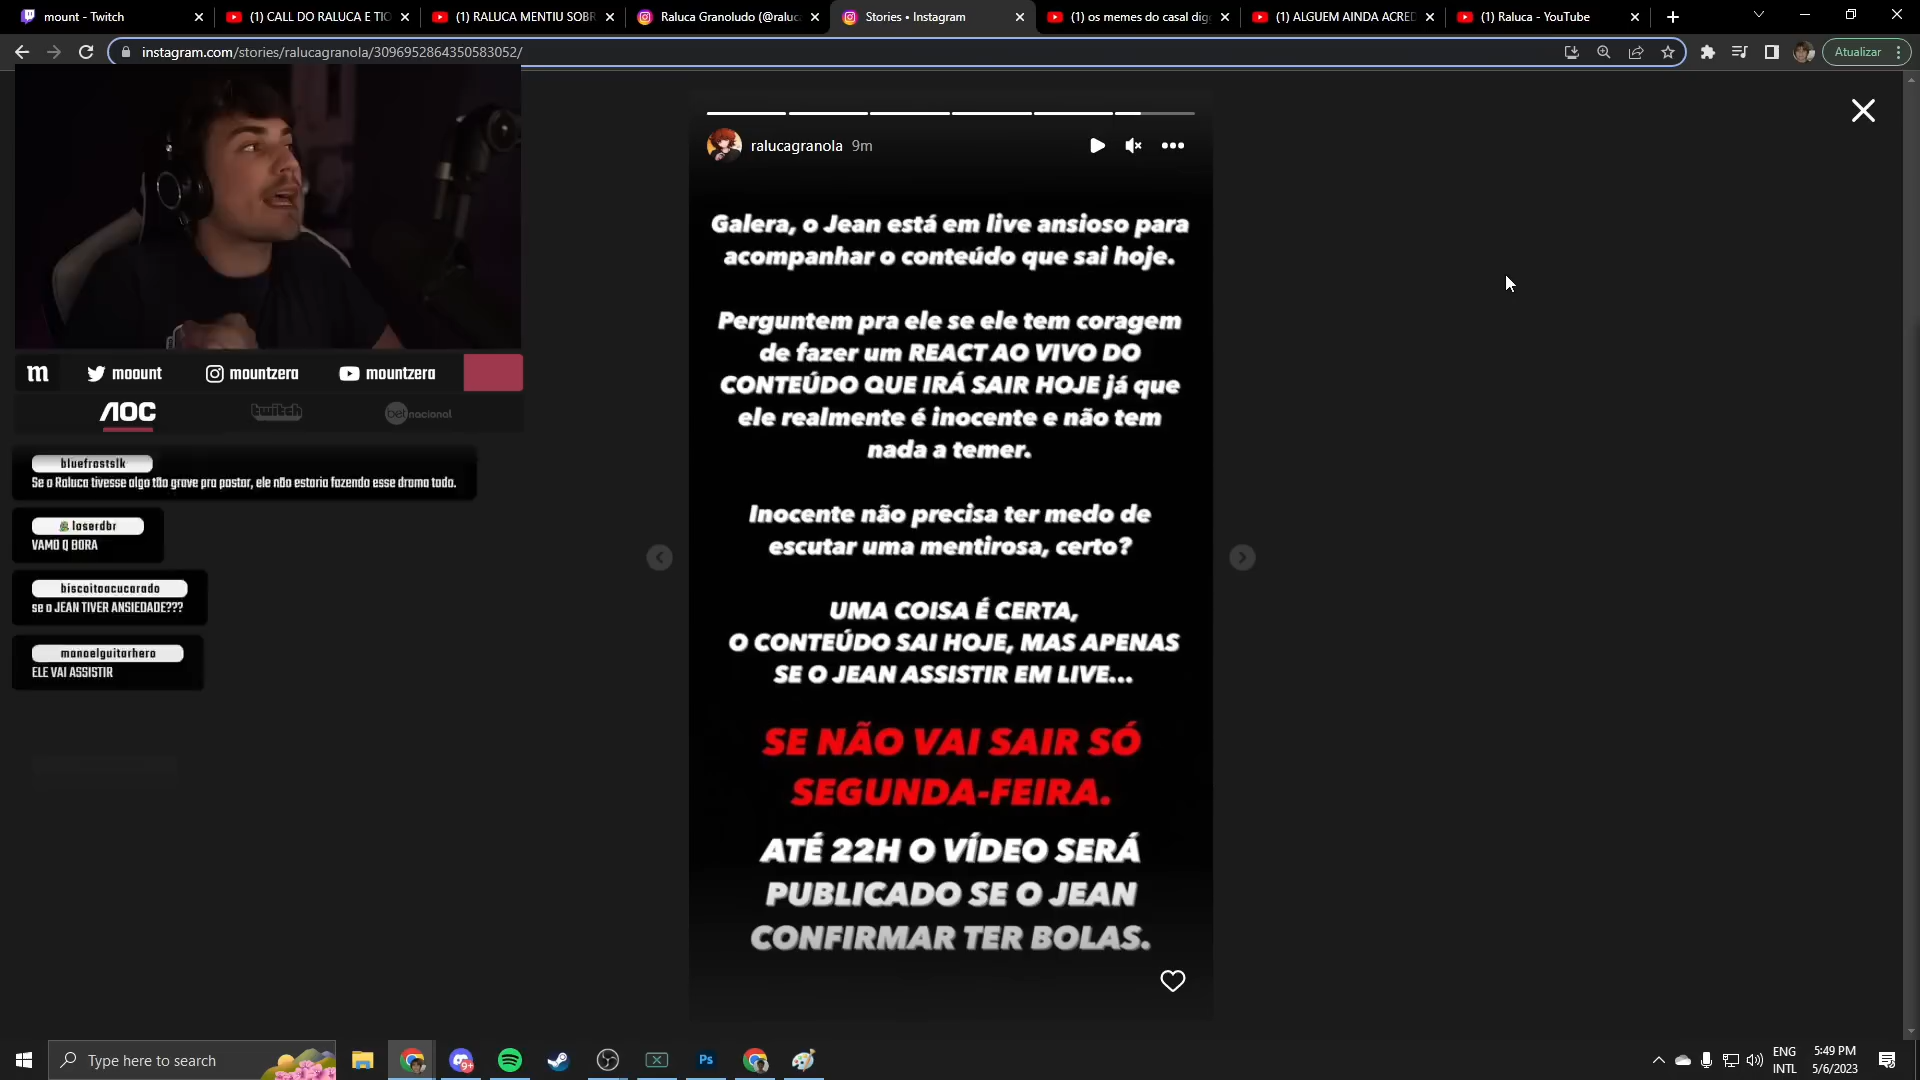 mount - Twitch
(1) CALL DO RALUCA E TIO
(1) RALUCA MENTIU SOBR
Raluca Granoludo (@raluc
Stories • Instagram
(1) os memes do casal dig
(1) ALGUEM AINDA ACRED
(1) Raluca - YouTube
instagram.com/stories/ralucagranola/3096952864350583052/
Atualizar
ralucagranola 9m
Galera, o Jean está em live ansioso para
acompanhar o conteúdo que sai hoje.
Perguntem pra ele se ele tem coragem
de fazer um REACT AO VIVO DO
CONTEÚDO QUE IRÁ SAIR HOJE já que
ele realmente é inocente e não tem
nada a temer.
Inocente não precisa ter medo de
escutar uma mentirosa, certo?
UMA COISA É CERTA,
O CONTEÚDO SAI HOJE, MAS APENAS
SE O JEAN ASSISTIR EM LIVE...
SE NÃO VAI SAIR SÓ
SEGUNDA-FEIRA.
ATÉ 22H O VÍDEO SERÁ
PUBLICADO SE O JEAN
CONFIRMAR TER BOLAS.
m moount mountzera mountzera
AOC twitch betnacional
bluefrostslk
Se o Raluca tivesse algo tão grave pra postar, ele não estaria fazendo esse drama todo.
laserdbr
VAMO Q BORA
biscoitoacucarado
se o JEAN TIVER ANSIEDADE???
manoelguitarhero
ELE VAI ASSISTIR
Type here to search
9+
Ps
ENG
INTL
5:49 PM
5/6/2023